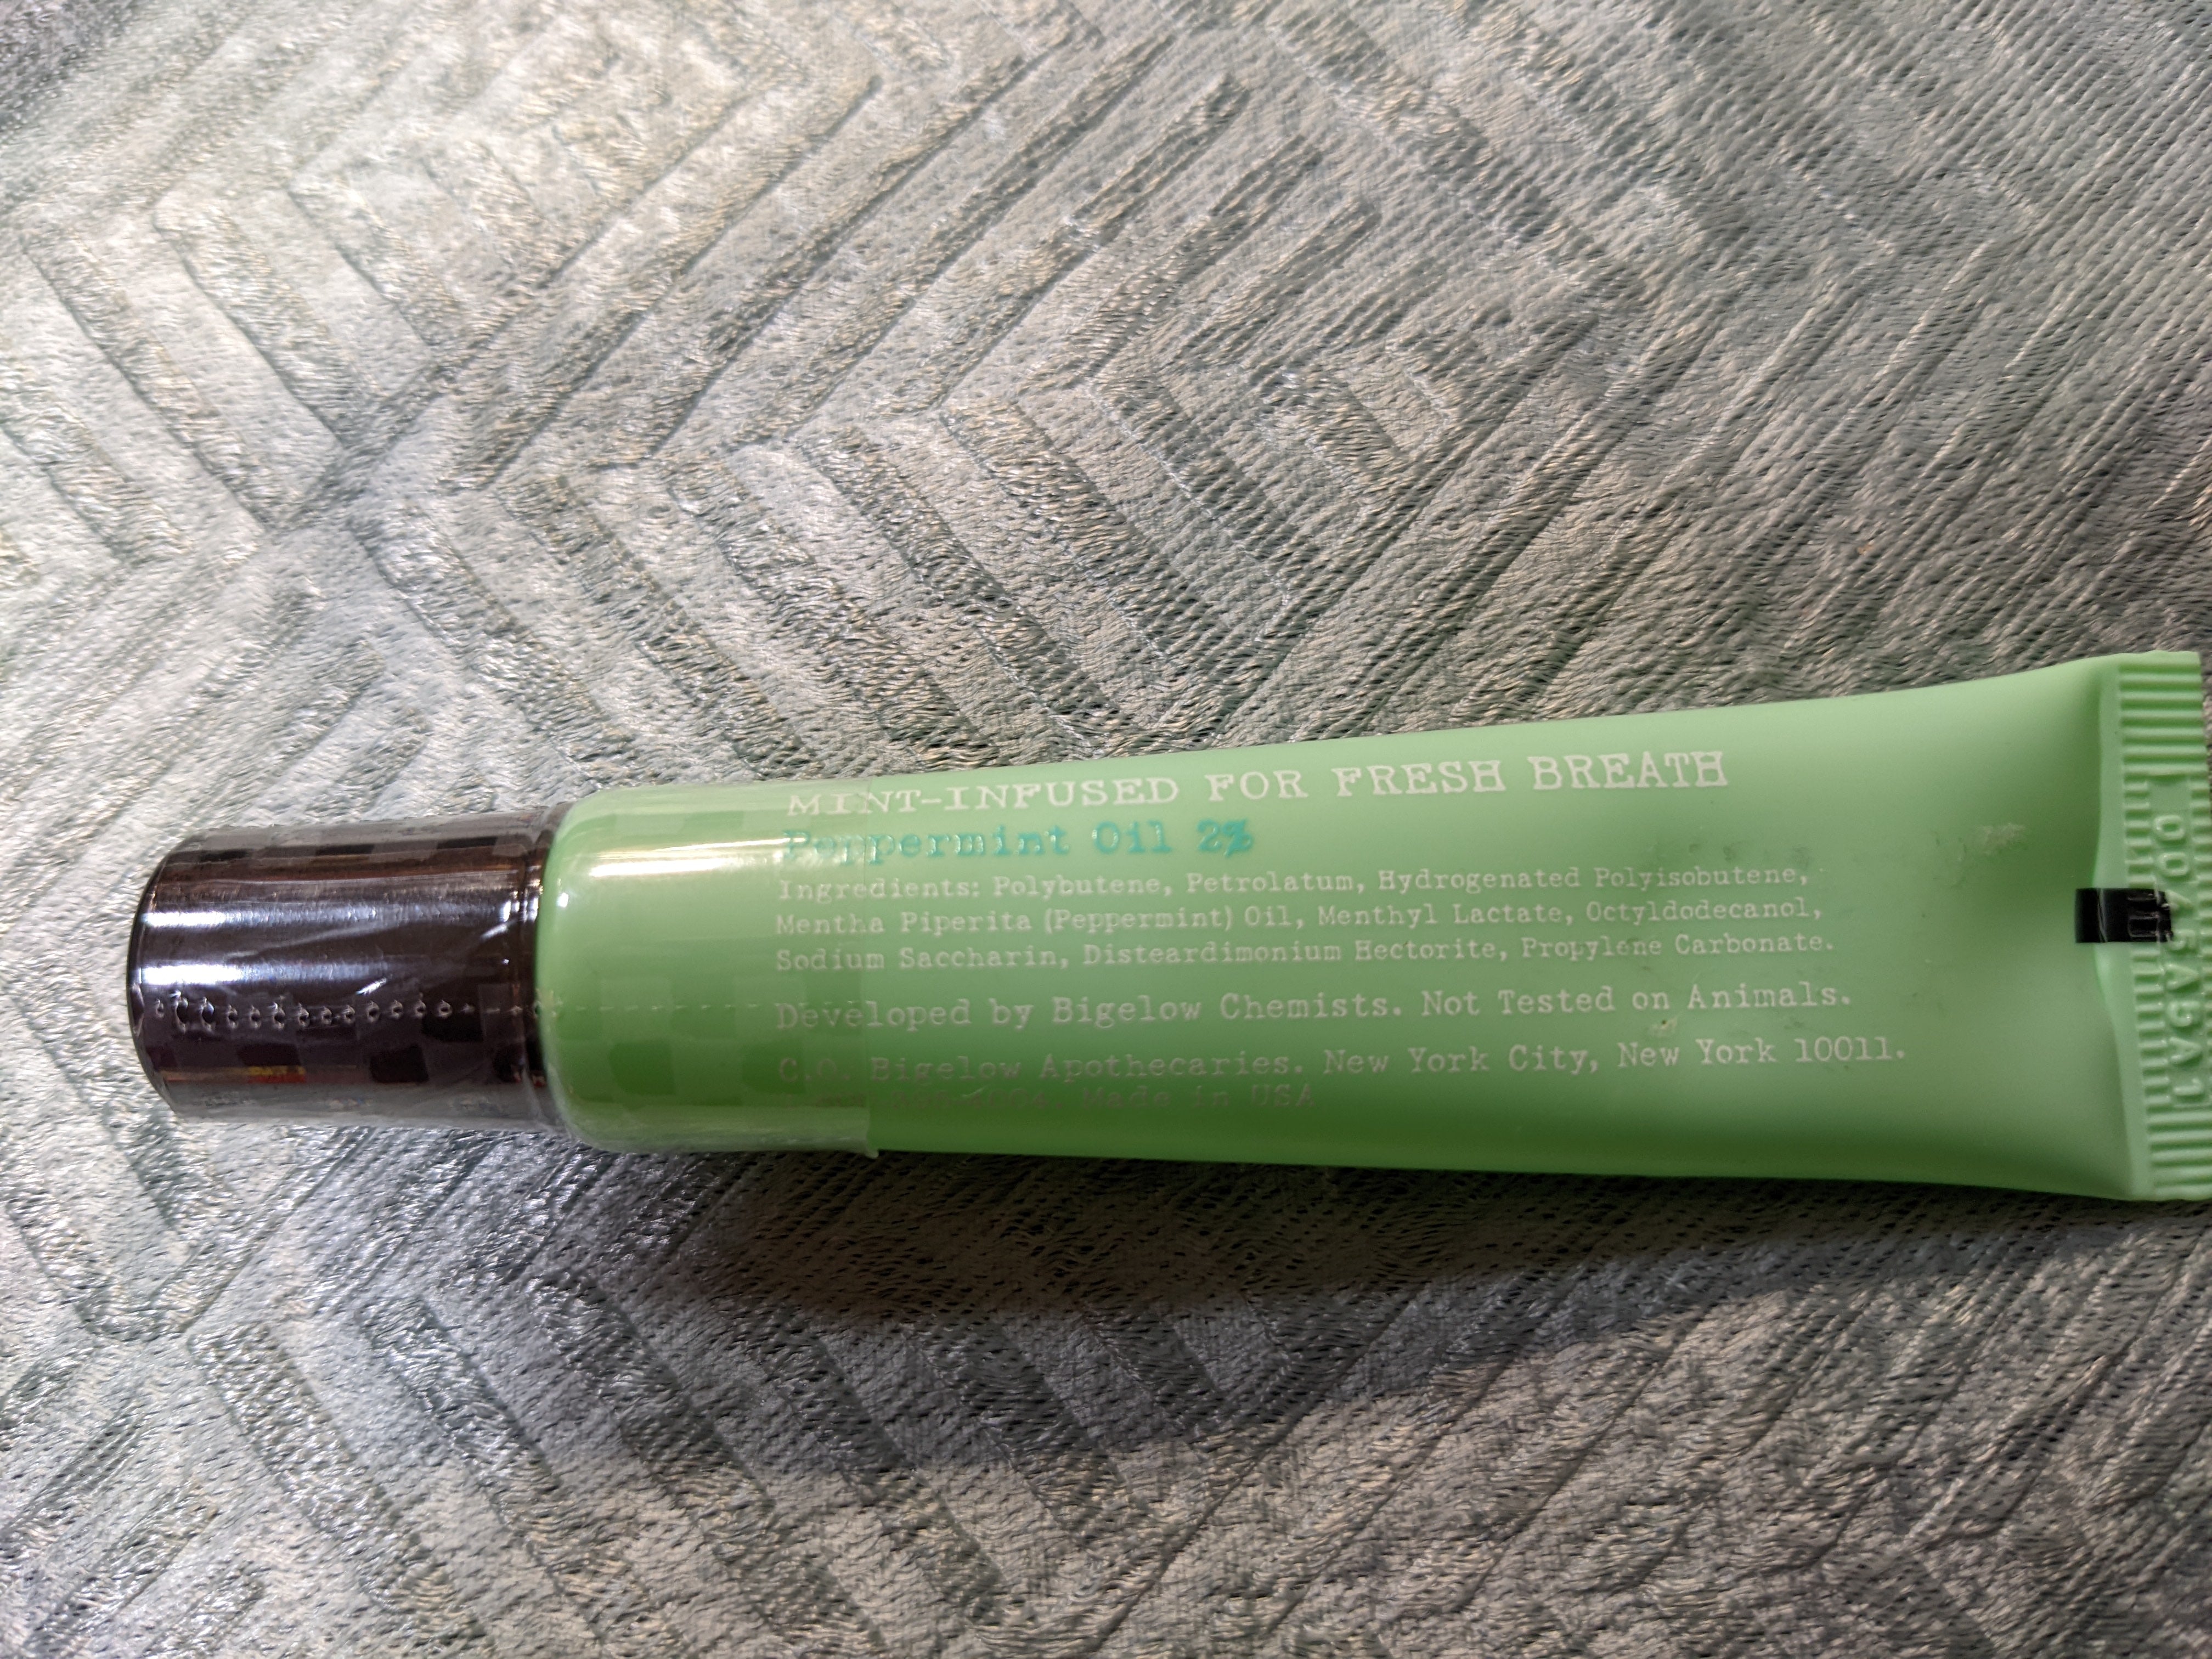 MINT-INFUSED FOR FRESH BREATH
Peppermint Oil 2%
Ingredients: Polybutene, Petrolatum, Hydrogenated Polyisobutene,
Mentha Piperita (Peppermint) Oil, Menthyl Lactate, Octyldodecanol,
Sodium Saccharin, Disteardimonium Hectorite, Propylene Carbonate.
Developed by Bigelow Chemists. Not Tested on Animals.
C.O. Bigelow Apothecaries. New York City, New York 10011.
Made in USA